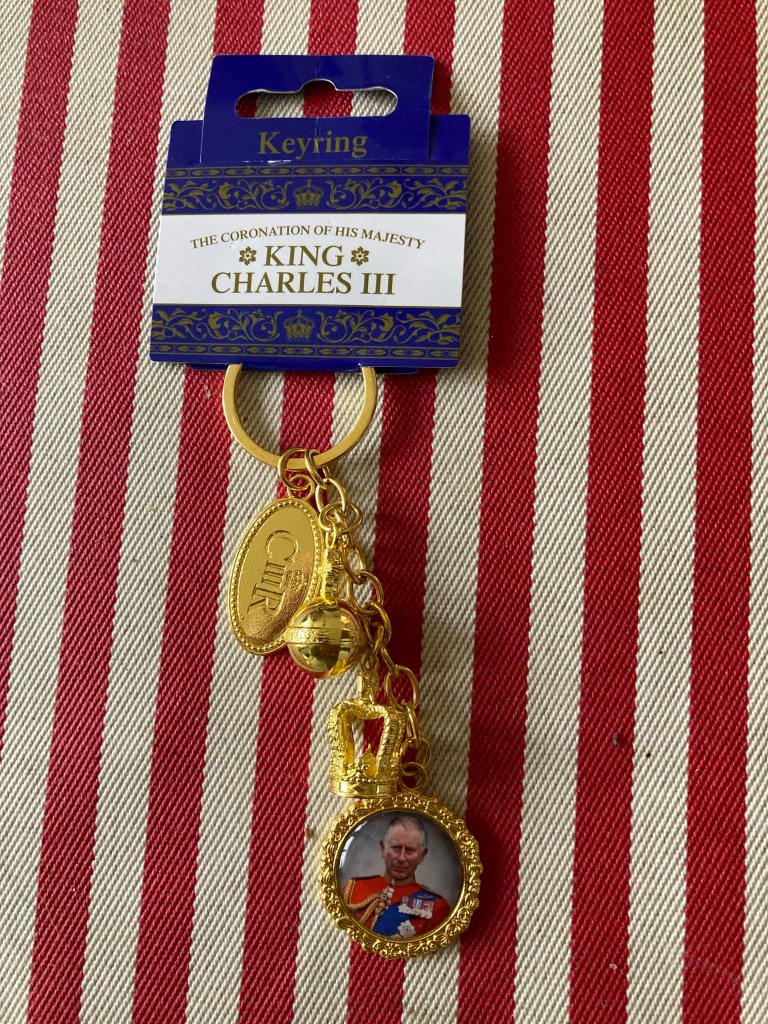 Keyring
THE CORONATION OF HIS MAJESTY
KING
CHARLES III
CIIIR